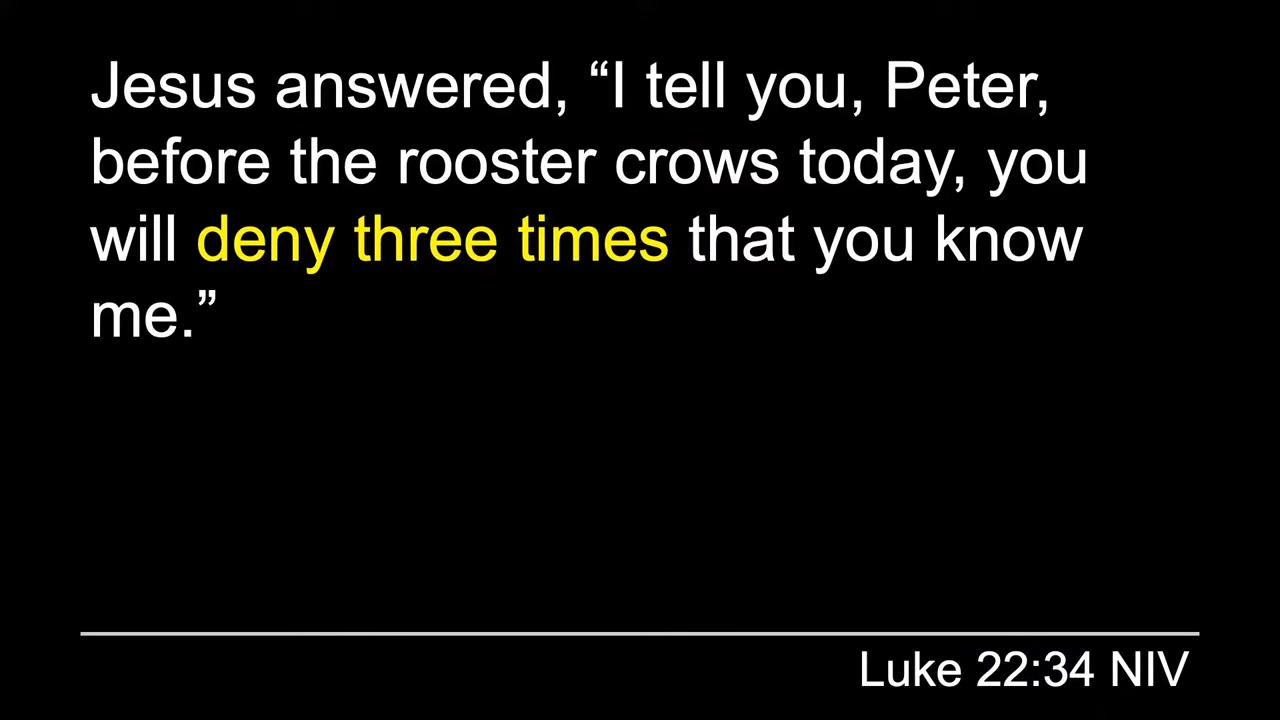 Jesus answered, “I tell you, Peter,
before the rooster crows today, you
will deny three times that you know
me.”
Luke 22:34 NIV